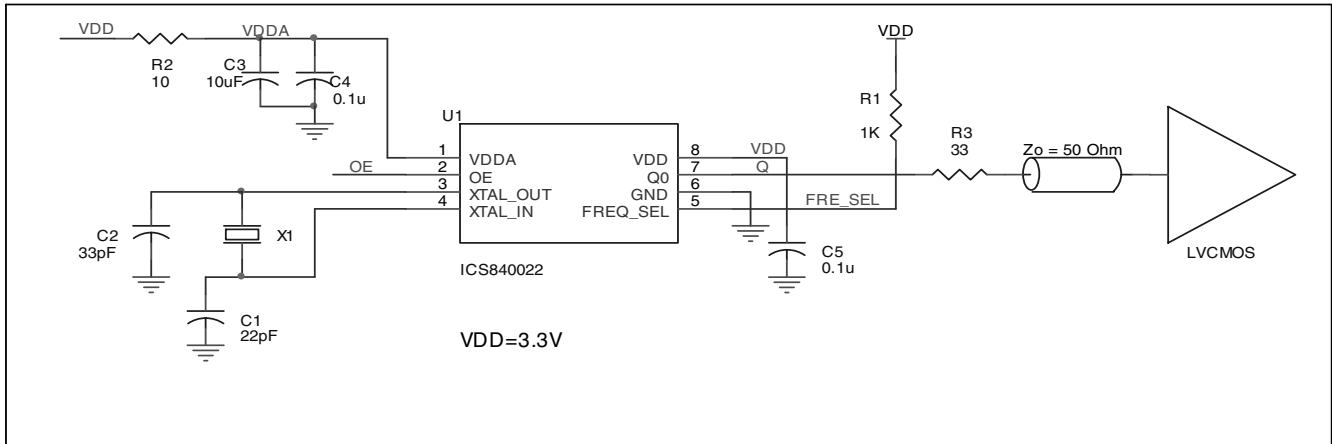 VDD
VDDA
R2
10
C3
10uF
C4
0.1u
VDD
R1
1K
R3
33
Zo = 50 Ohm
LVCMOS
U1
1
2
3
4
VDDA
OE
XTAL_OUT
XTAL_IN
VDD
Q0
GND
FREQ_SEL
8
7
6
5
OE
VDD
Q
FRE_SEL
C2
33pF
X1
C1
22pF
ICS840022
C5
0.1u
VDD=3.3V